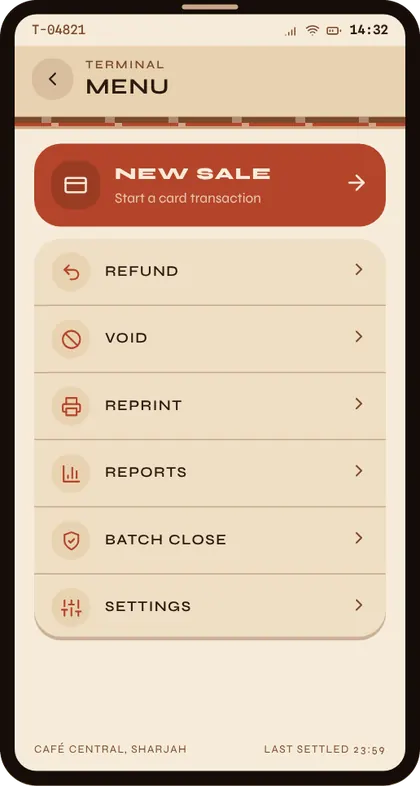 T-04821 14:32
TERMINAL
MENU
NEW SALE
Start a card transaction
REFUND
VOID
REPRINT
REPORTS
BATCH CLOSE
SETTINGS
CAFÉ CENTRAL, SHARJAH LAST SETTLED 23:59